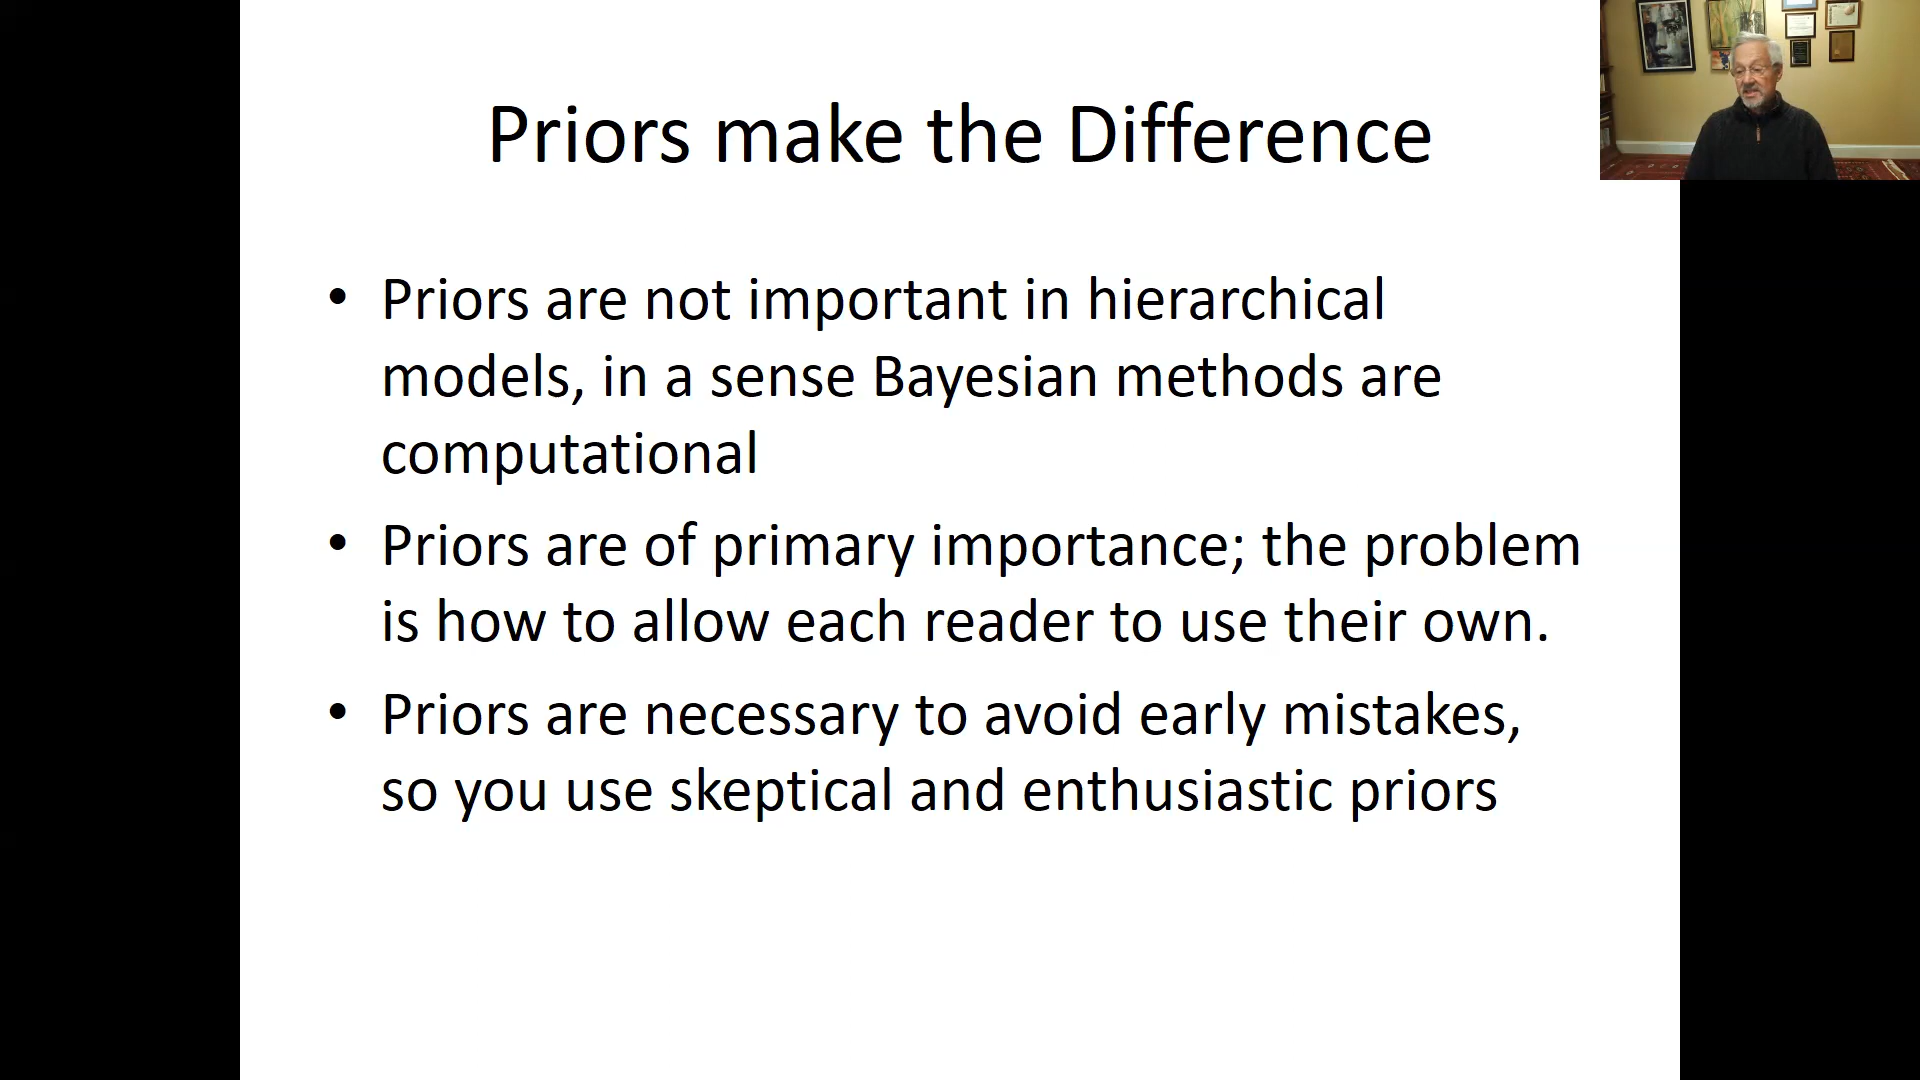 Priors make the Difference
• Priors are not important in hierarchical
models, in a sense Bayesian methods are
computational
• Priors are of primary importance; the problem
is how to allow each reader to use their own.
• Priors are necessary to avoid early mistakes,
so you use skeptical and enthusiastic priors